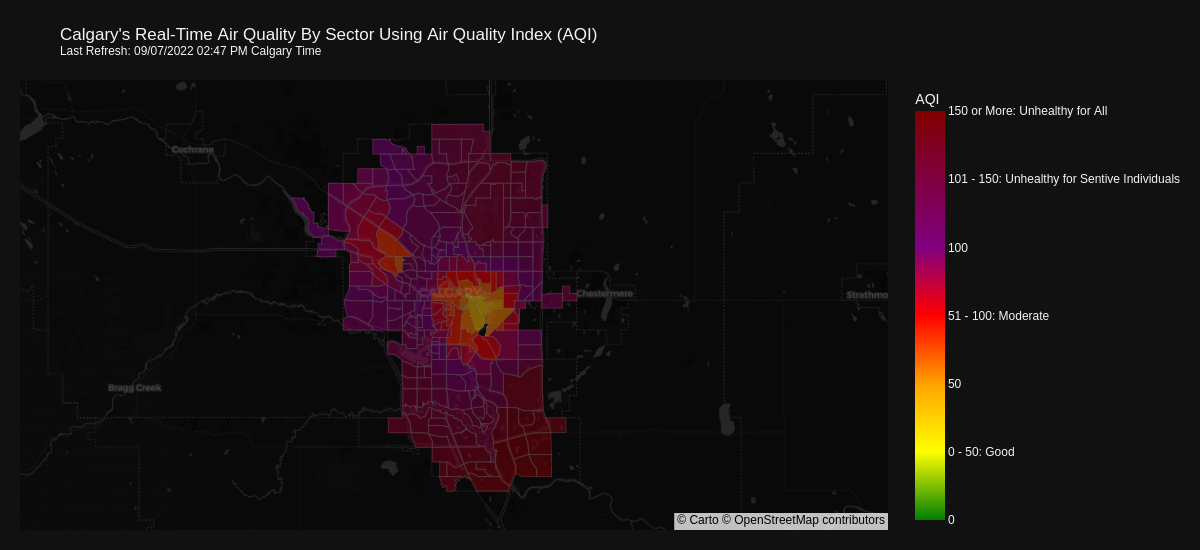 Calgary's Real-Time Air Quality By Sector Using Air Quality Index (AQI)
Last Refresh: 09/07/2022 02:47 PM Calgary Time
AQI
150 or More: Unhealthy for All
101 - 150: Unhealthy for Sentive Individuals
100
51 - 100: Moderate
50
0 - 50: Good
0
Cochrane
CALGARY
Chestermere
Strathmo
Bragg Creek
© Carto © OpenStreetMap contributors